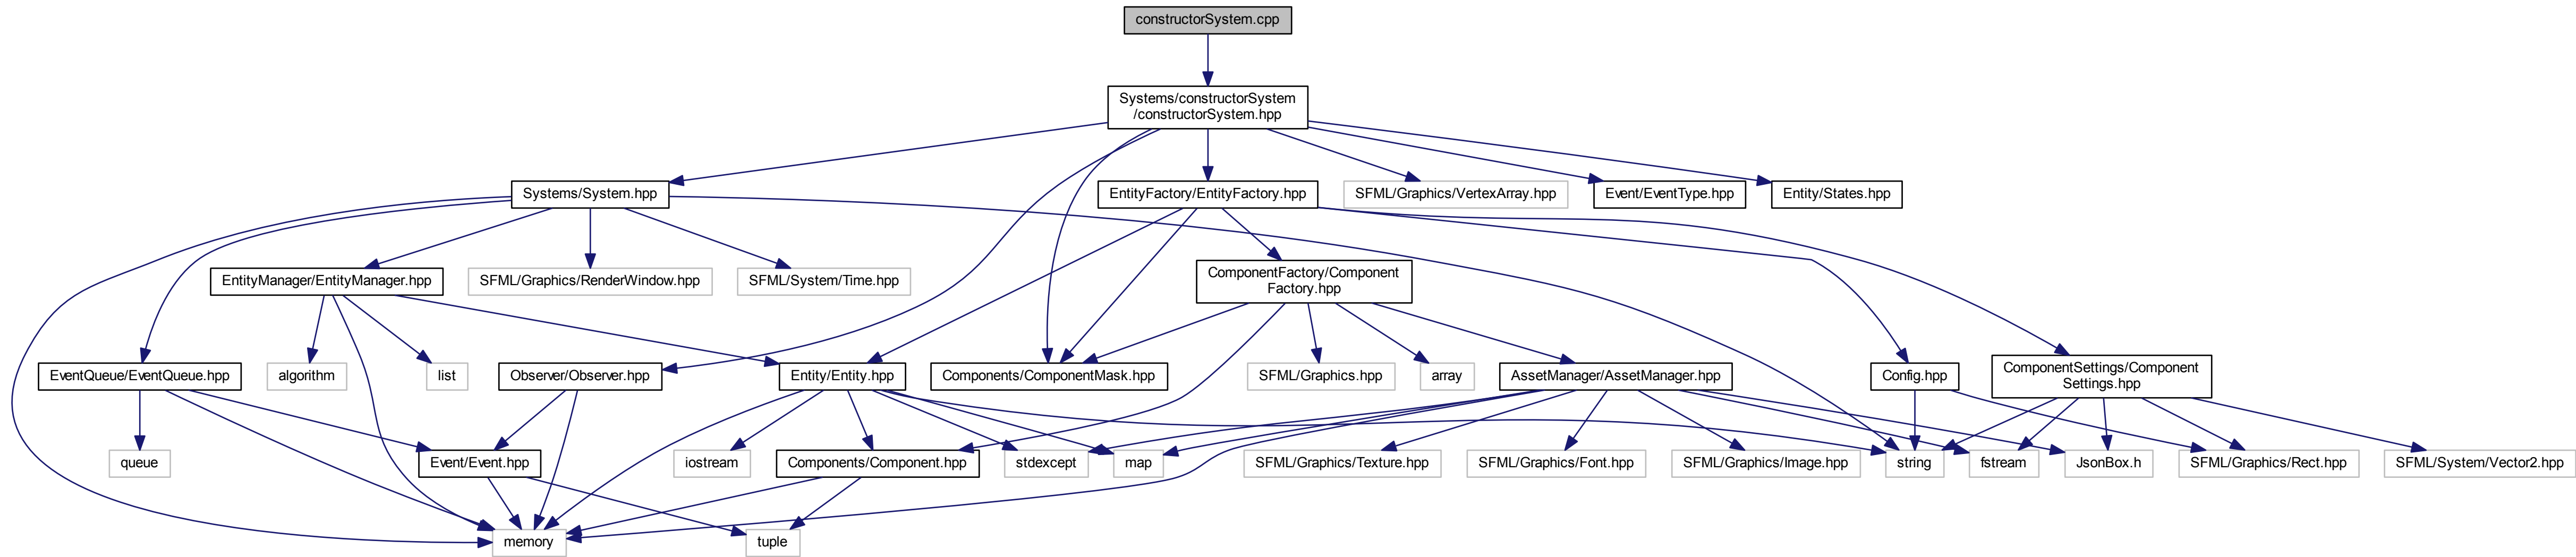 constructorSystem.cpp
Systems/constructorSystem
/constructorSystem.hpp
Systems/System.hpp
EntityFactory/EntityFactory.hpp
SFML/Graphics/VertexArray.hpp
Event/EventType.hpp
Entity/States.hpp
EntityManager/EntityManager.hpp
SFML/Graphics/RenderWindow.hpp
SFML/System/Time.hpp
ComponentFactory/Component
Factory.hpp
EventQueue/EventQueue.hpp
algorithm
list
Observer/Observer.hpp
Entity/Entity.hpp
Components/ComponentMask.hpp
SFML/Graphics.hpp
array
AssetManager/AssetManager.hpp
Config.hpp
ComponentSettings/Component
Settings.hpp
queue
Event/Event.hpp
iostream
Components/Component.hpp
stdexcept
map
SFML/Graphics/Texture.hpp
SFML/Graphics/Font.hpp
SFML/Graphics/Image.hpp
string
fstream
JsonBox.h
SFML/Graphics/Rect.hpp
SFML/System/Vector2.hpp
memory
tuple